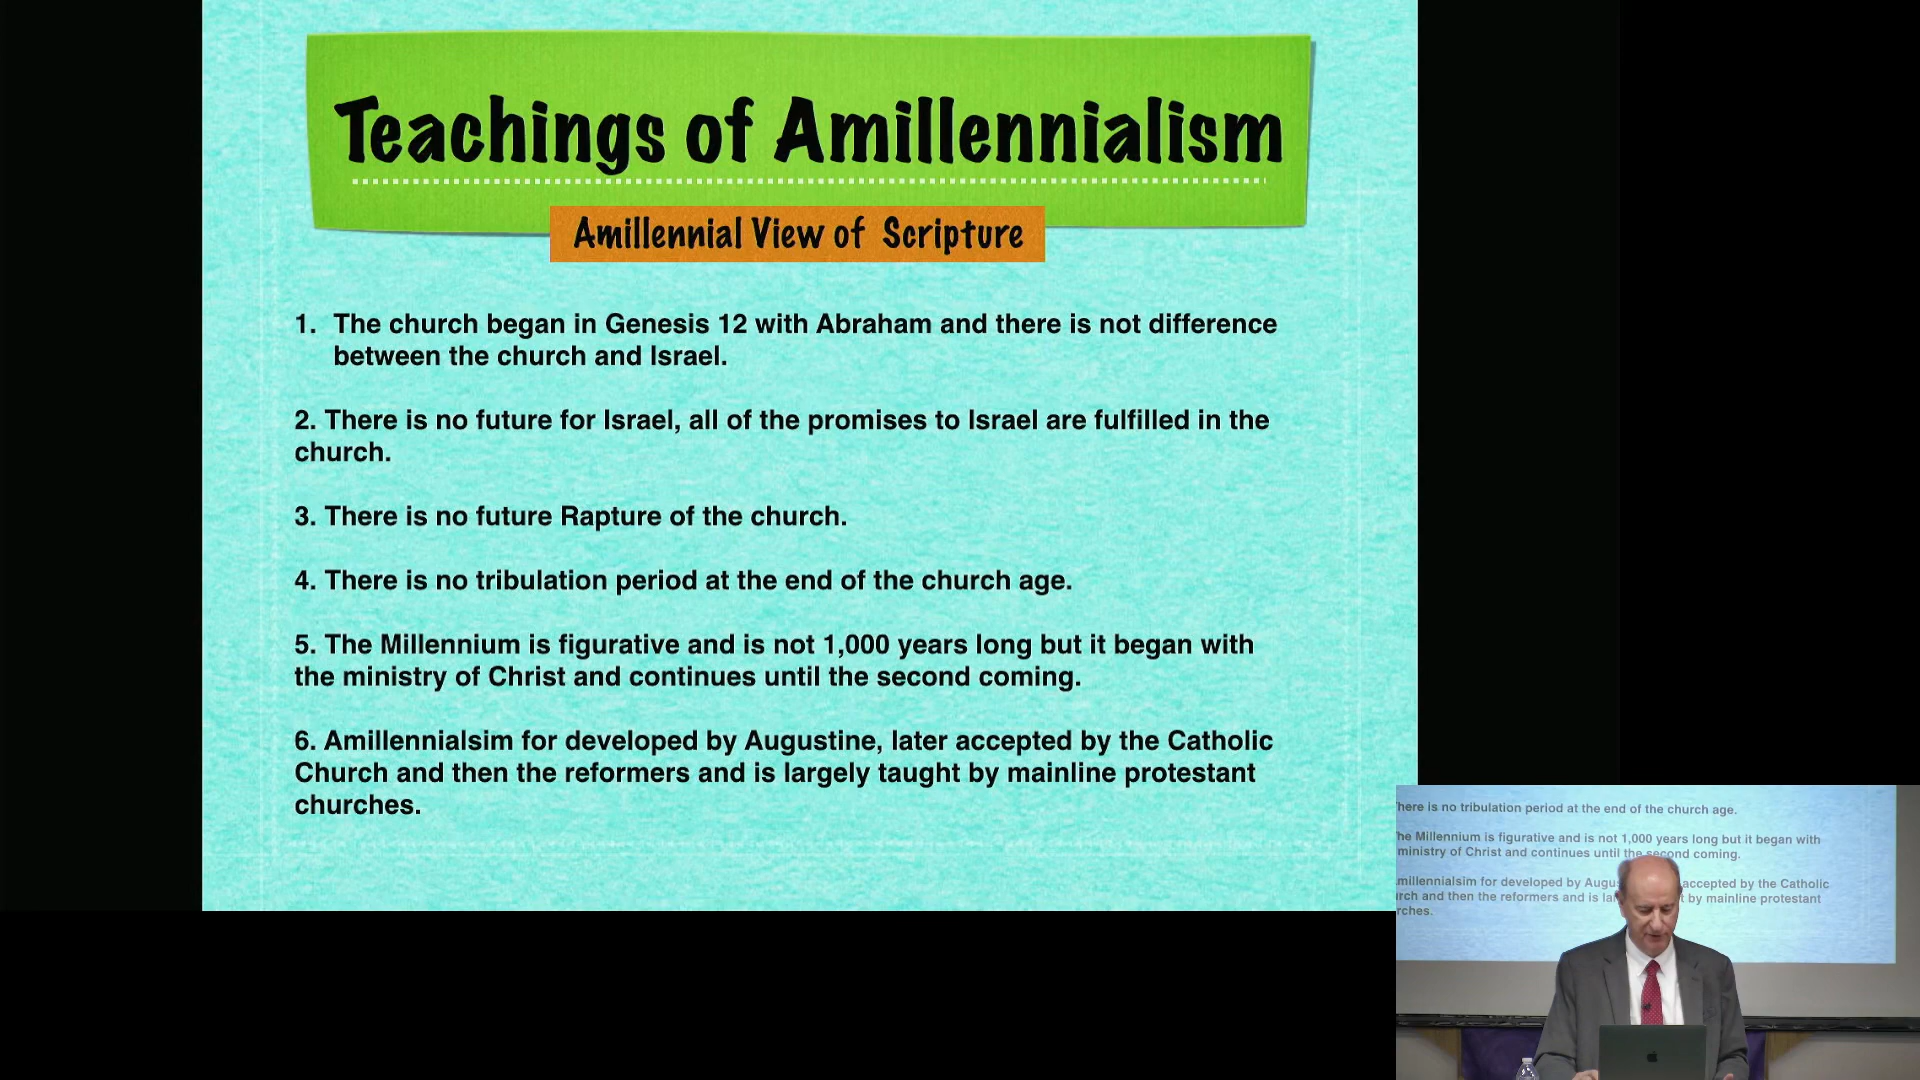 Teachings of Amillennialism
Amillennial View of Scripture
1. The church began in Genesis 12 with Abraham and there is not difference
between the church and Israel.
2. There is no future for Israel, all of the promises to Israel are fulfilled in the
church.
3. There is no future Rapture of the church.
4. There is no tribulation period at the end of the church age.
5. The Millennium is figurative and is not 1,000 years long but it began with
the ministry of Christ and continues until the second coming.
6. Amillennialsim for developed by Augustine, later accepted by the Catholic
Church and then the reformers and is largely taught by mainline protestant
churches.
here is no tribulation period at the end of the church age.
he Millennium is figurative and is not 1,000 years long but it began with
ministry of Christ and continues until the second coming.
millennialsim for developed by Augu accepted by the Catholic
rch and then the reformers and is la t by mainline protestant
rches.